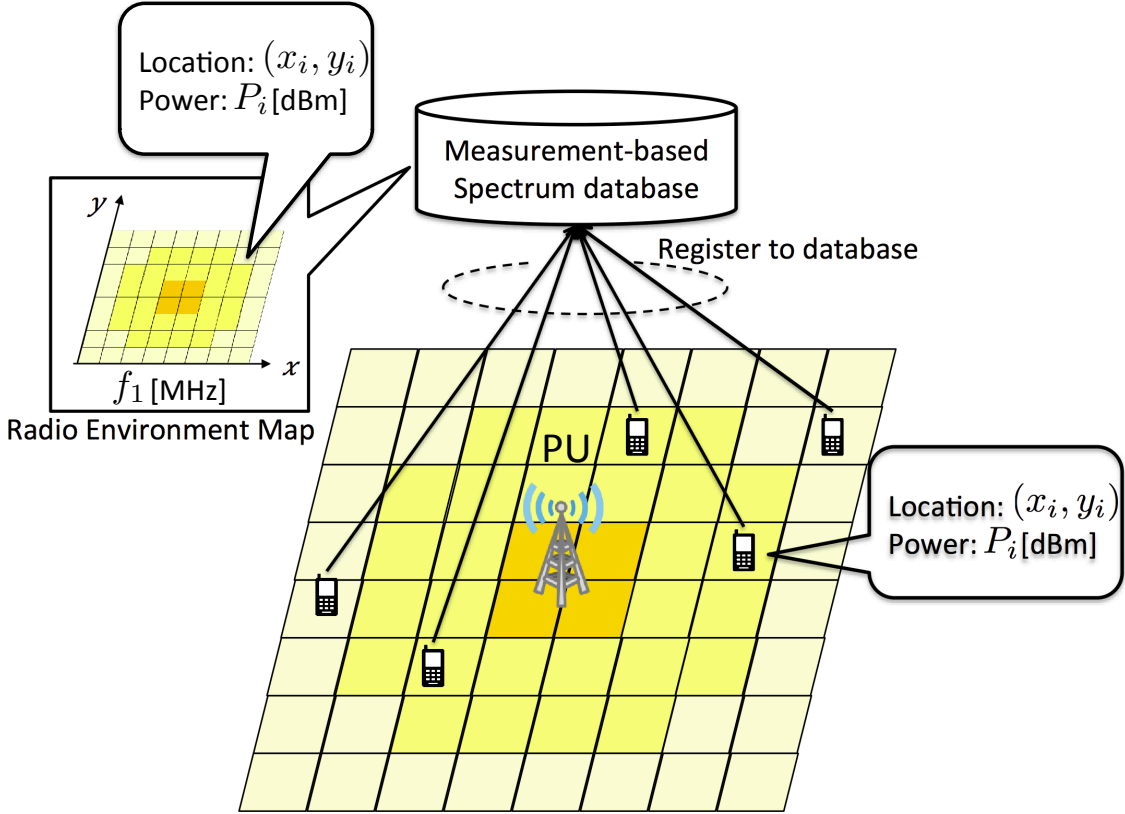 Location: (x_i, y_i)
Power: P_i [dBm]
Measurement-based
Spectrum database
Register to database
y
x
f_1 [MHz]
Radio Environment Map
PU
Location: (x_i, y_i)
Power: P_i [dBm]